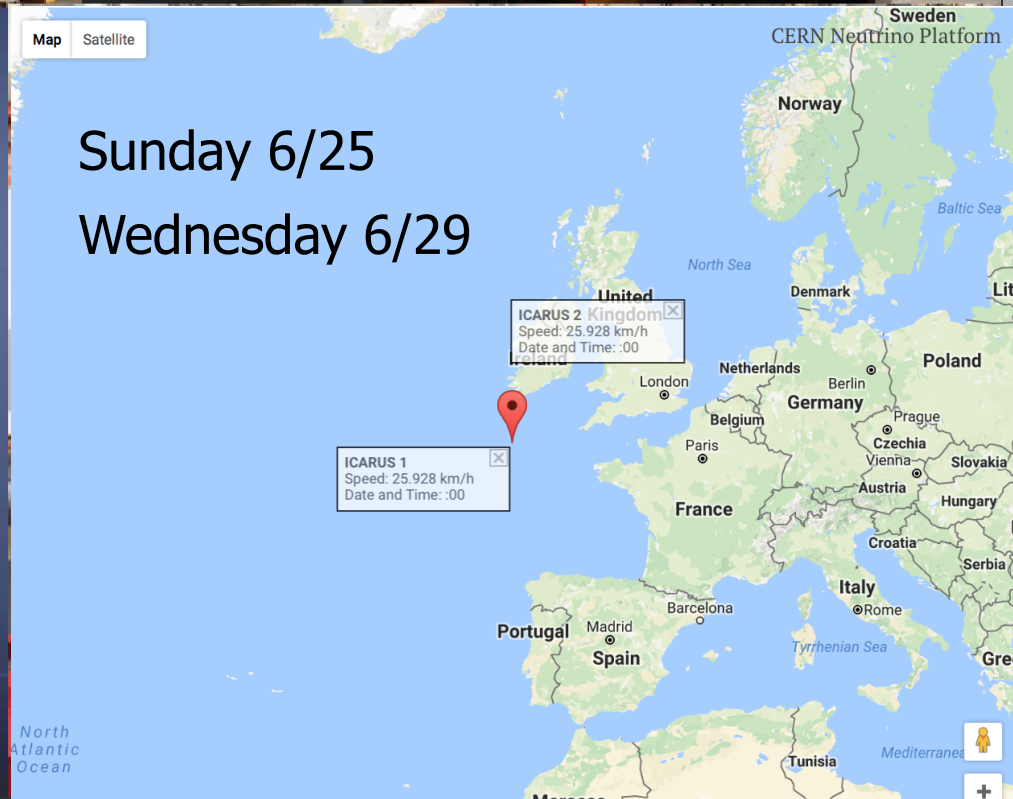 Map
Satellite
Sweden
CERN Neutrino Platform
Norway
Sunday 6/25
Wednesday 6/29
Baltic Sea
North Sea
Denmark
Lit
United
Kingdom
ICARUS 2
Speed: 25.928 km/h
Date and Time: :00
Ireland
Netherlands
Poland
London
Berlin
Germany
Belgium
Prague
Paris
Czechia
Vienna
Slovakia
ICARUS 1
Speed: 25.928 km/h
Date and Time: :00
Austria
Hungary
France
Croatia
Serbia
Italy
Barcelona
Rome
Portugal
Madrid
Tyrrhenian Sea
Spain
Gre
North
Atlantic
Ocean
Mediterranea
Tunisia